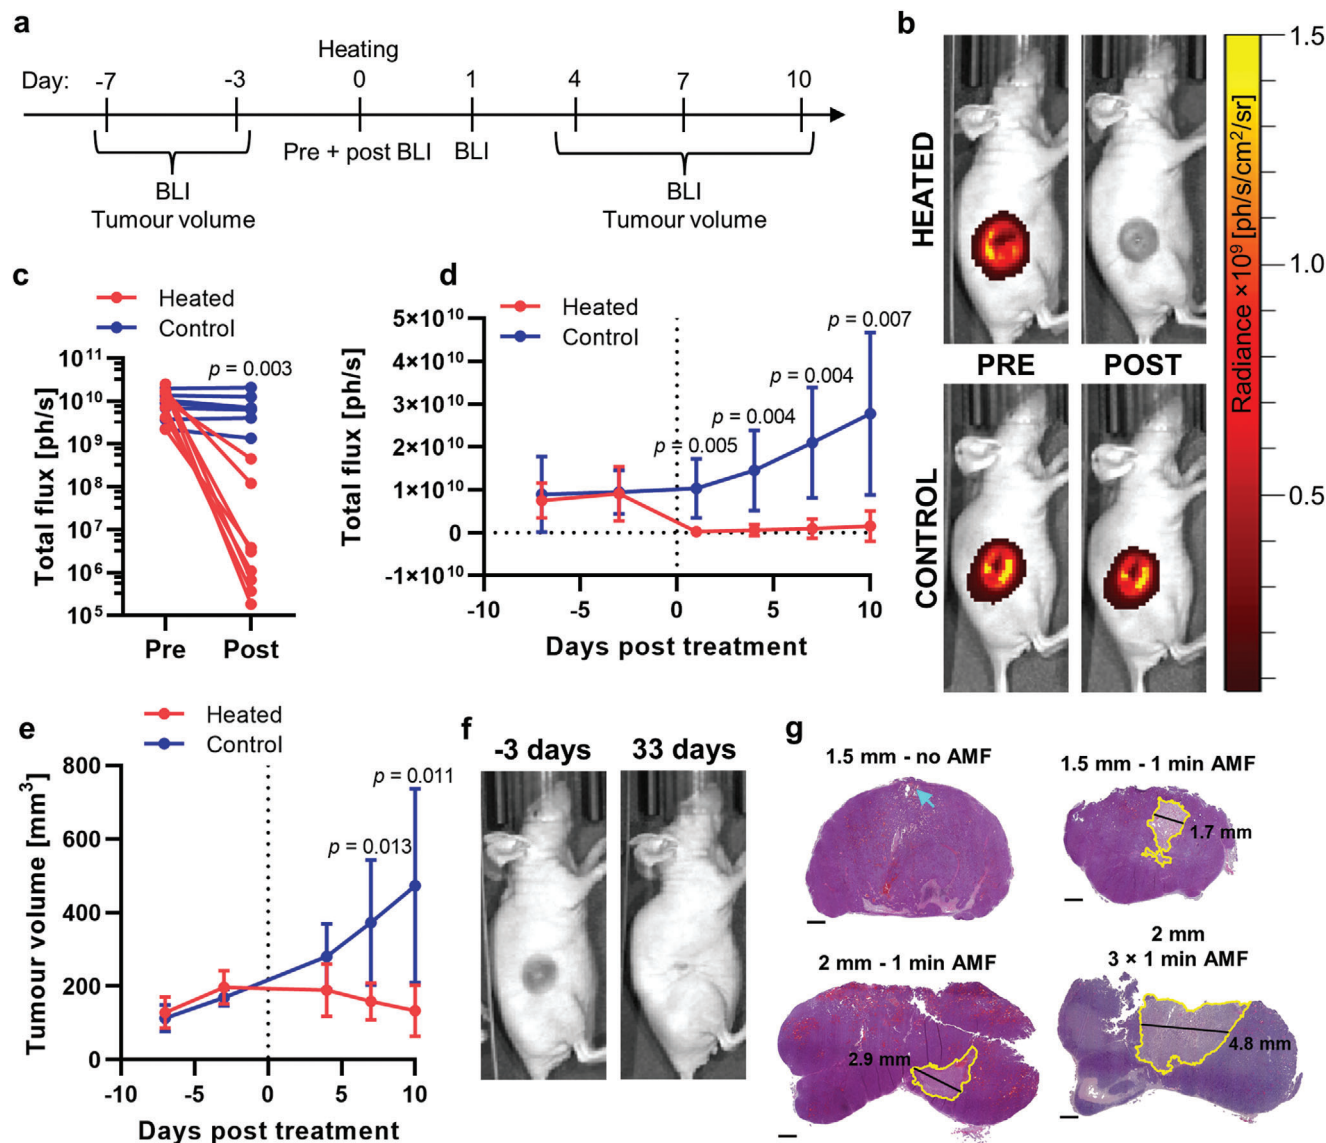 a
Heating
Day: -7 -3 0 1 4 7 10
Pre + post BLI BLI
BLI
Tumour volume
BLI
Tumour volume
b
HEATED
PRE POST
CONTROL
Radiance ×10⁹ [ph/s/cm²/sr]
1.5
1.0
0.5
c
Heated
Control
p = 0.003
Total flux [ph/s]
10¹¹
10¹⁰
10⁹
10⁸
10⁷
10⁶
10⁵
Pre Post
d
Heated
Control
Total flux [ph/s]
5×10¹⁰
4×10¹⁰
3×10¹⁰
2×10¹⁰
1×10¹⁰
0
-1×10¹⁰
p = 0.005
p = 0.004
p = 0.004
p = 0.007
-10 -5 0 5 10
Days post treatment
e
Heated
Control
Tumour volume [mm³]
800
600
400
200
0
p = 0.013
p = 0.011
-10 -5 0 5 10
Days post treatment
f
-3 days 33 days
g
1.5 mm - no AMF
1.5 mm - 1 min AMF
1.7 mm
2 mm - 1 min AMF
2.9 mm
2 mm
3 × 1 min AMF
4.8 mm